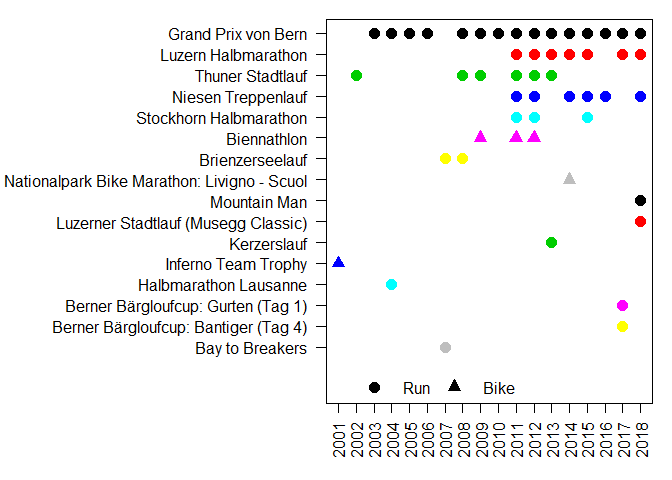 Grand Prix von Bern
Luzern Halbmarathon
Thuner Stadtlauf
Niesen Treppenlauf
Stockhorn Halbmarathon
Biennathlon
Brienzerseelauf
Nationalpark Bike Marathon: Livigno - Scuol
Mountain Man
Luzerner Stadtlauf (Musegg Classic)
Kerzerslauf
Inferno Team Trophy
Halbmarathon Lausanne
Berner Bärgloufcup: Gurten (Tag 1)
Berner Bärgloufcup: Bantiger (Tag 4)
Bay to Breakers
Run Bike
2001 2002 2003 2004 2005 2006 2007 2008 2009 2010 2011 2012 2013 2014 2015 2016 2017 2018